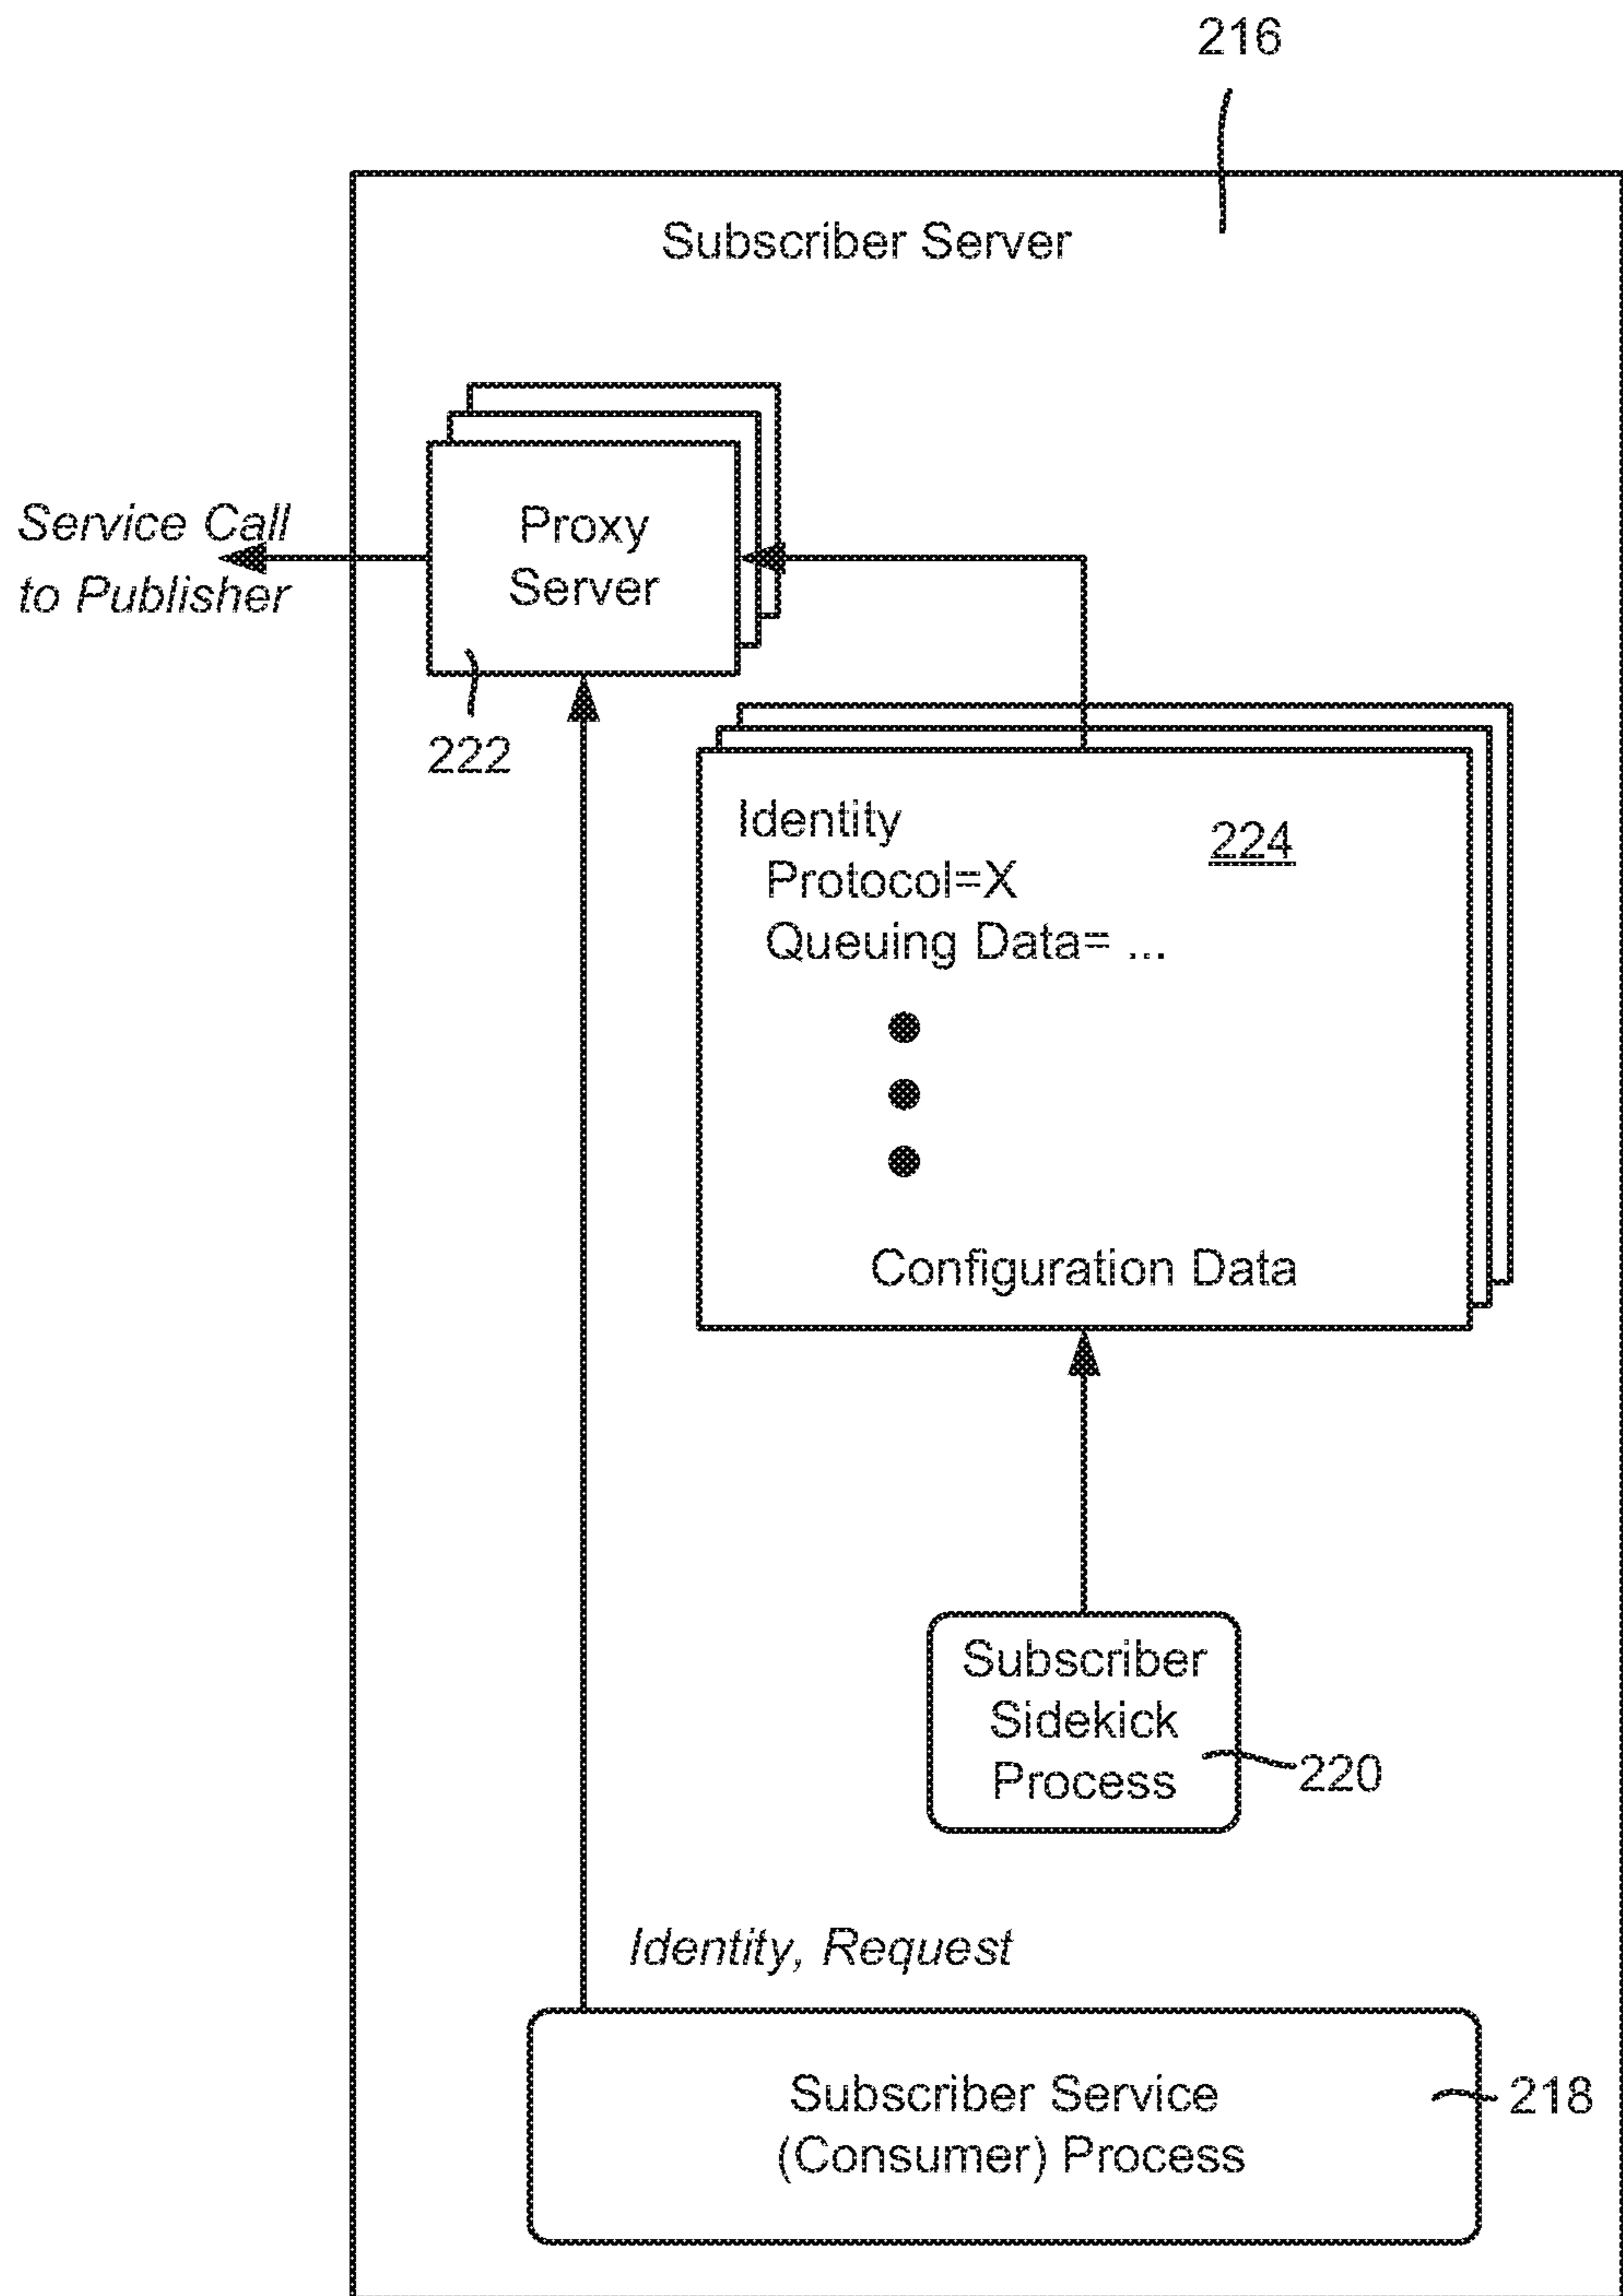 216
Subscriber Server
Service Call
to Publisher
Proxy
Server
222
Identity
224
Protocol=X
Queuing Data= ...
Configuration Data
Subscriber
Sidekick
Process
220
Identity, Request
Subscriber Service
(Consumer) Process
218